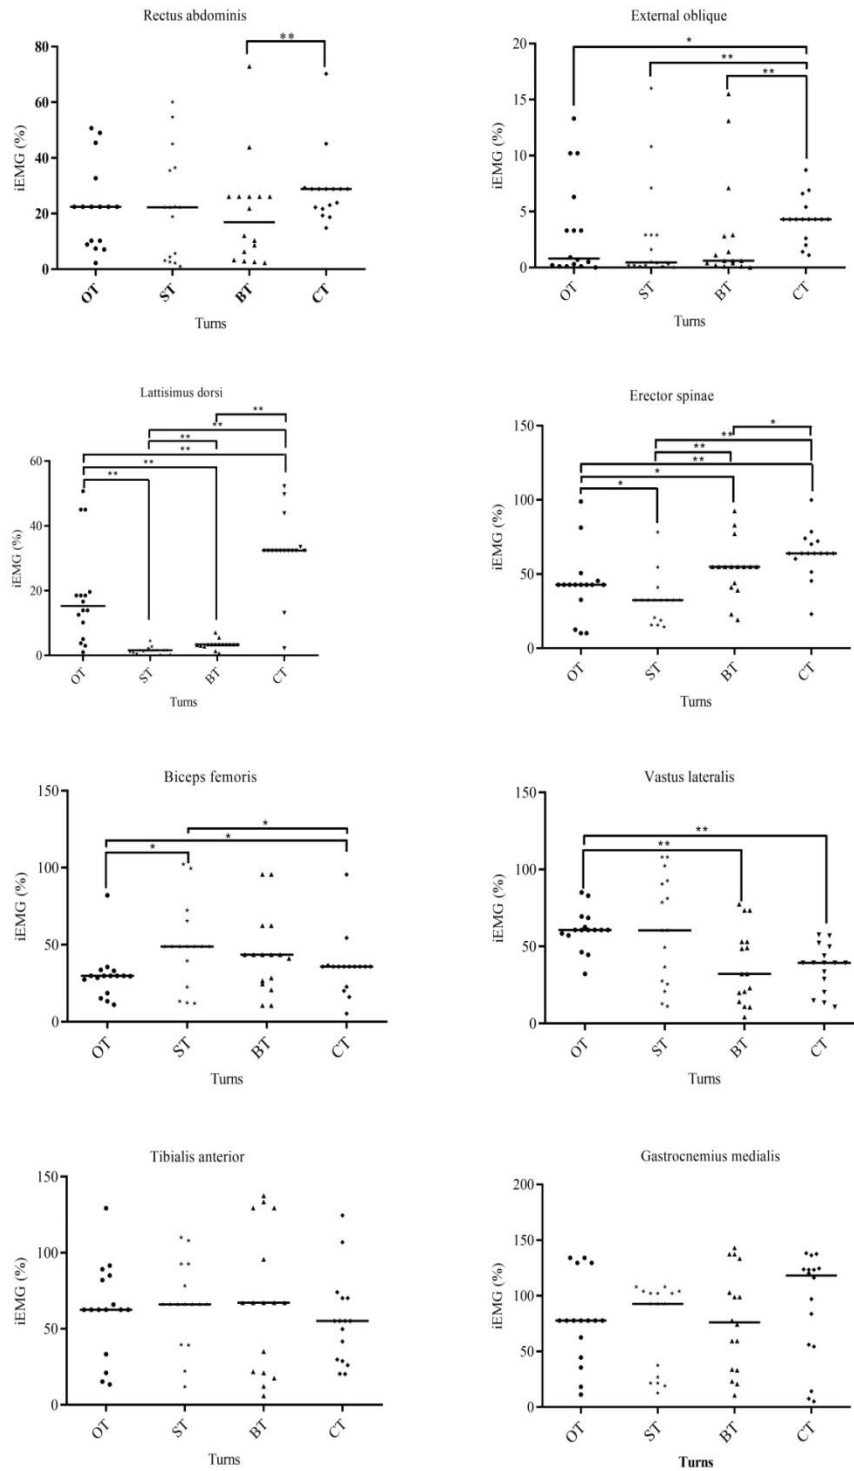 Rectus abdominis
**
80
60
40
20
0
iEMG (%)
OT ST BT CT
Turns
External oblique
*
**
**
20
15
10
5
0
iEMG (%)
OT ST BT CT
Turns
Lattisimus dorsi
**
**
**
**
**
**
60
40
20
0
iEMG (%)
OT ST BT CT
Turns
Erector spinae
*
**
**
**
*
*
150
100
50
0
iEMG (%)
OT ST BT CT
Turns
Biceps femoris
*
*
*
150
100
50
0
iEMG (%)
OT ST BT CT
Turns
Vastus lateralis
**
**
150
100
50
0
iEMG (%)
OT ST BT CT
Turns
Tibialis anterior
150
100
50
0
iEMG (%)
OT ST BT CT
Turns
Gastrocnemius medialis
200
150
100
50
0
iEMG (%)
OT ST BT CT
Turns